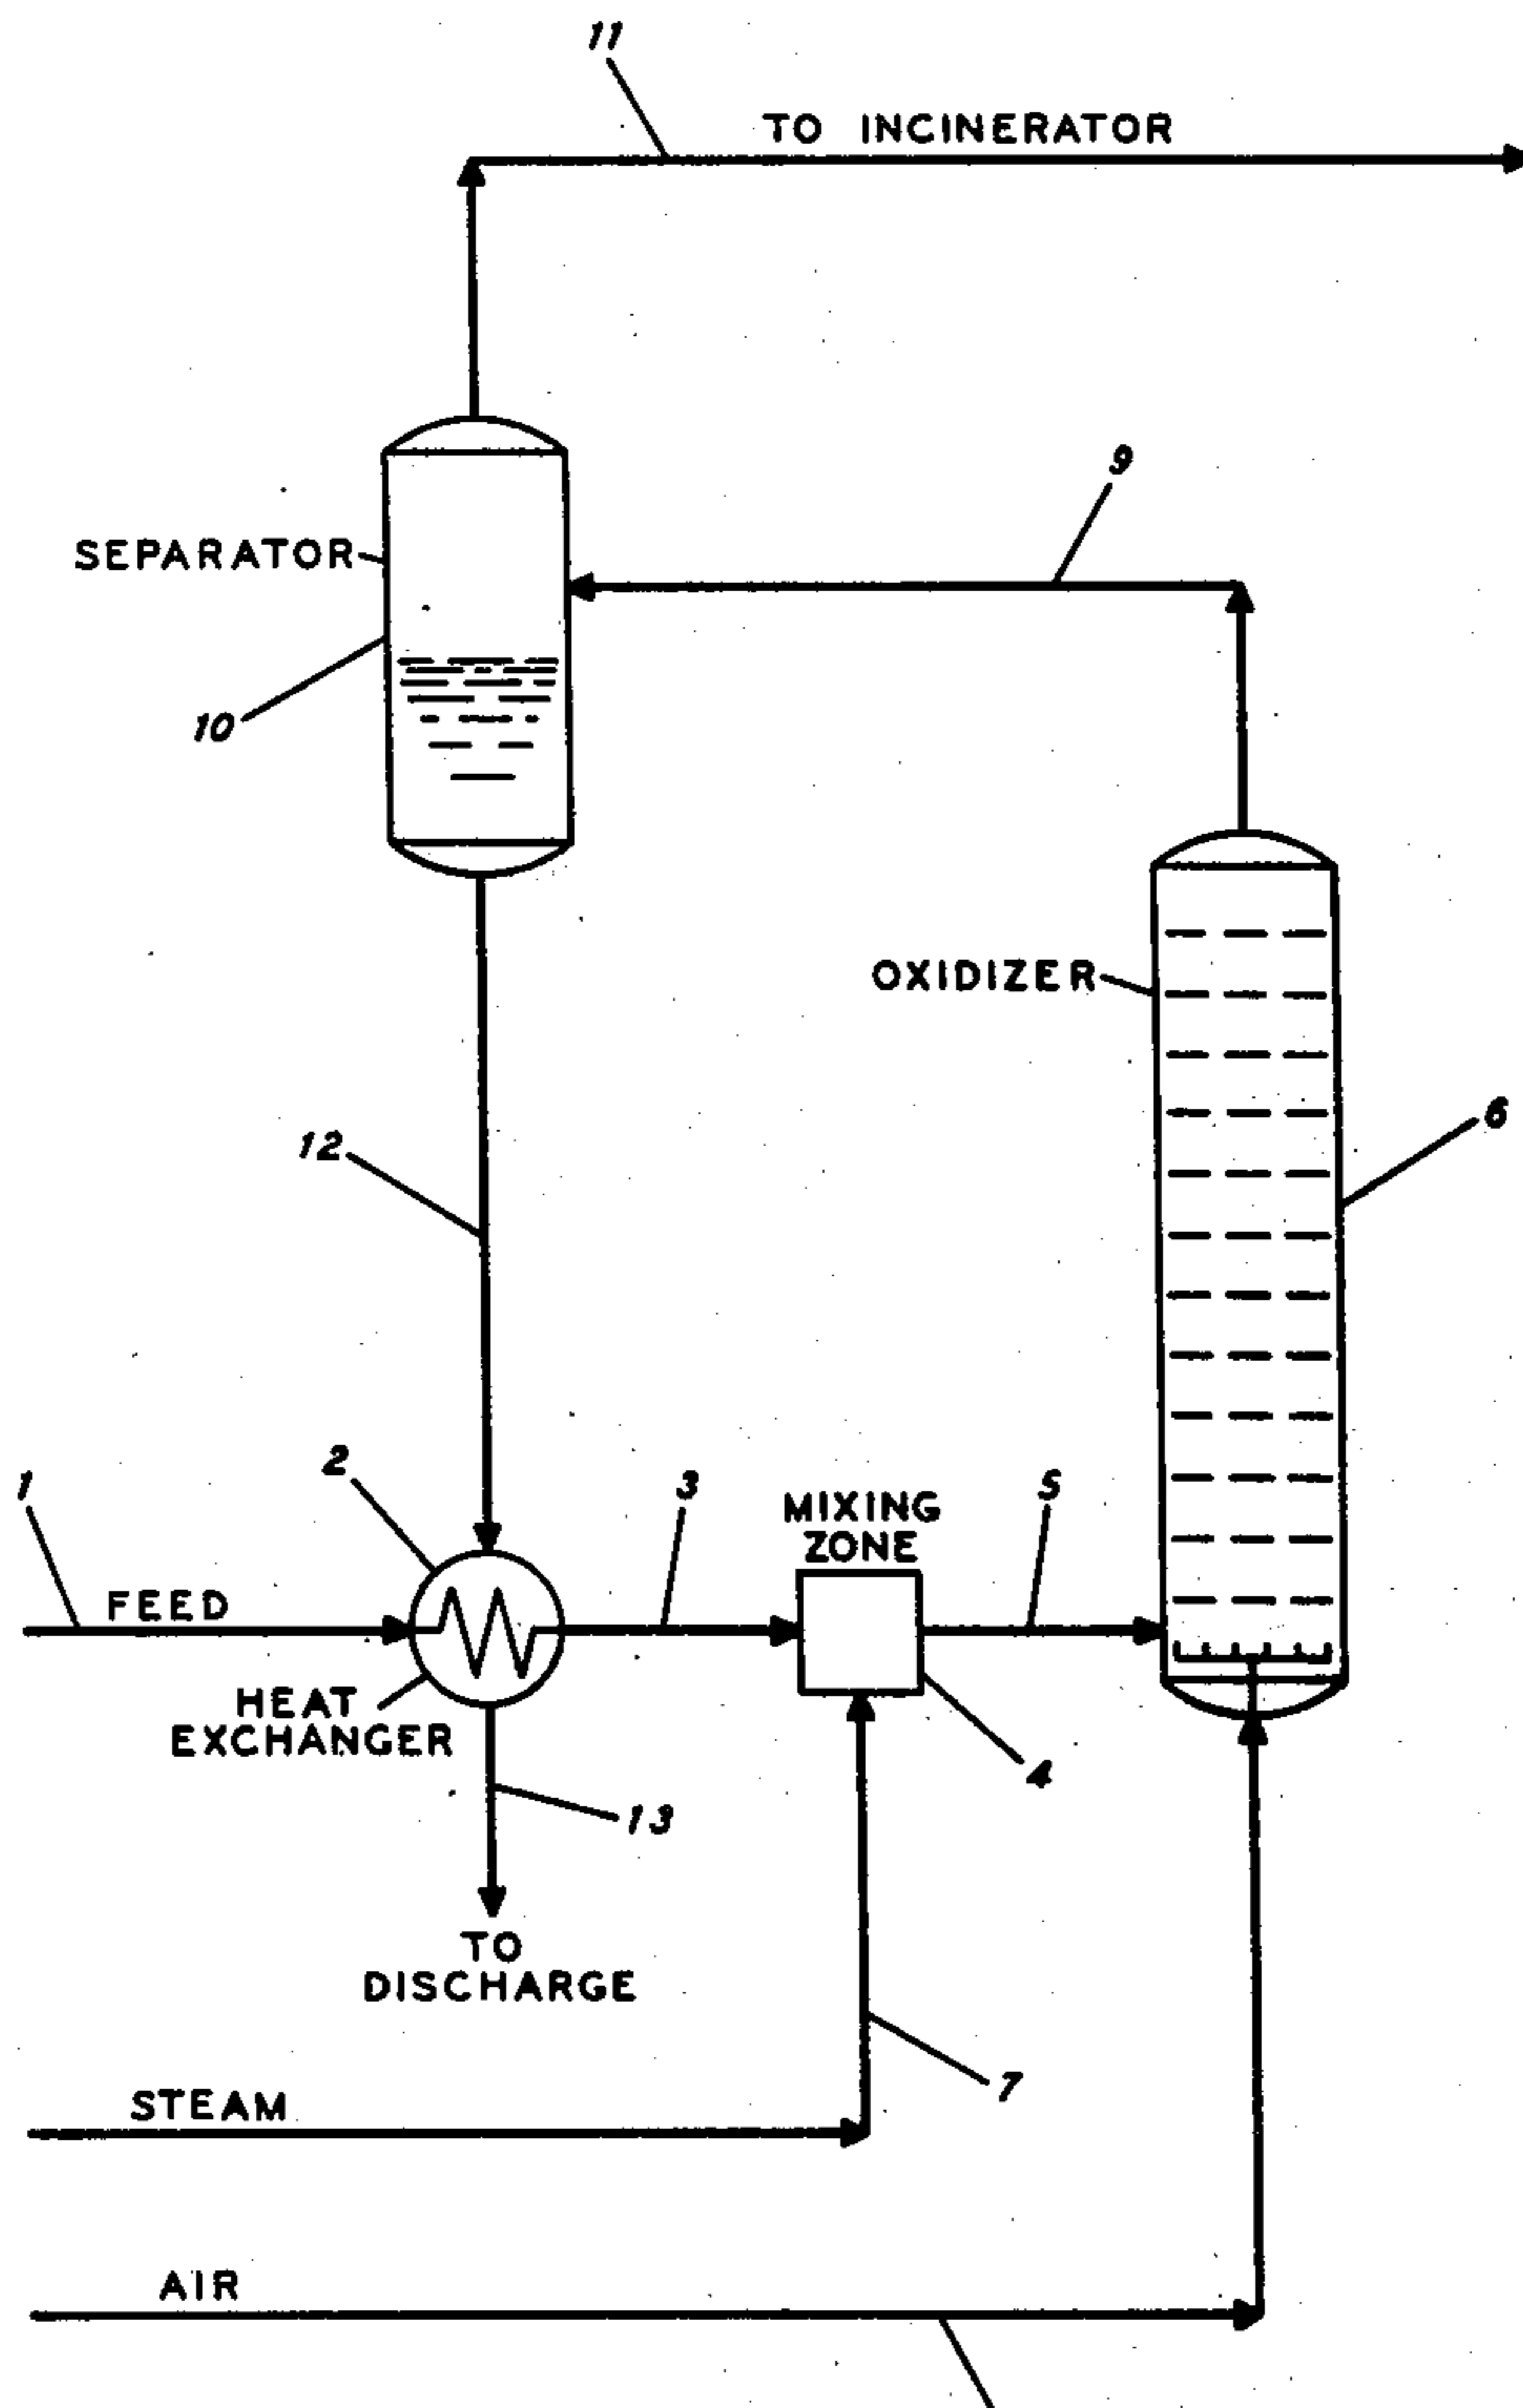 11
TO INCINERATOR
9
SEPARATOR
10
OXIDIZER
6
12
2
1
3
MIXING
ZONE
5
FEED
HEAT
EXCHANGER
4
13
TO
DISCHARGE
7
STEAM
AIR